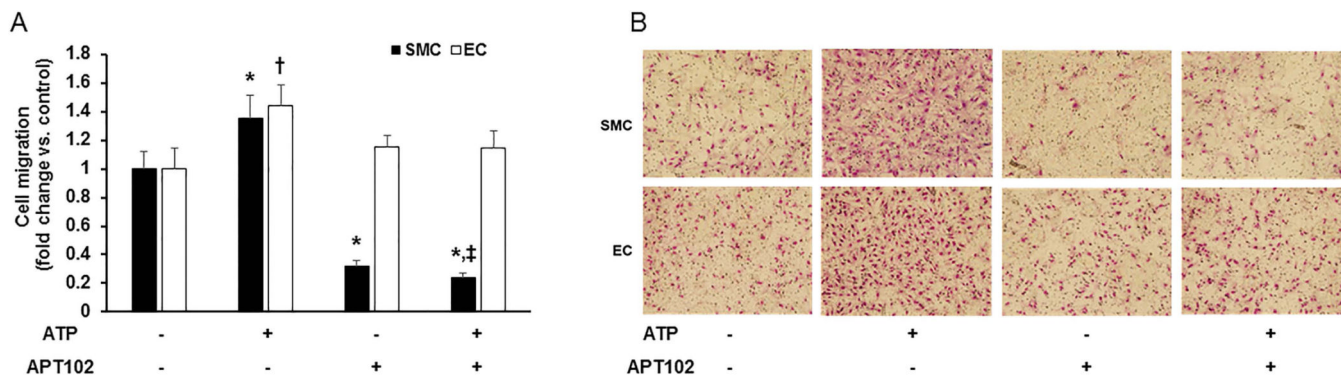 A
B
Cell migration
(fold change vs. control)
1.8
1.6
1.4
1.2
1
0.8
0.6
0.4
0.2
0
SMC EC
*
†
*
*,‡
ATP - + - +
APT102 - - + +
SMC
EC
ATP - + - +
APT102 - - + +